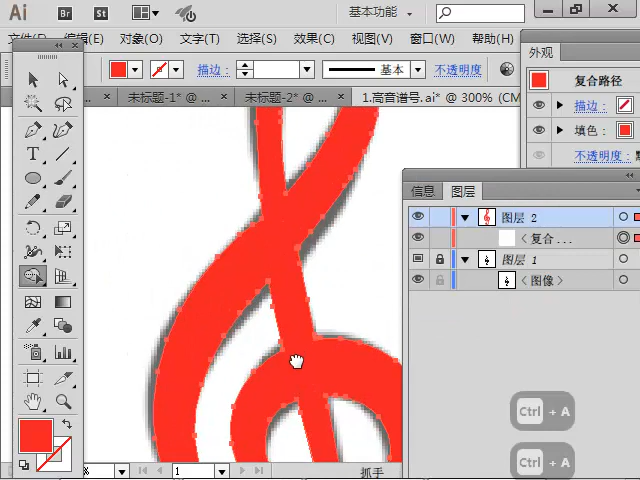 Ai Br St 基本功能
文件(F) 编辑(E) 对象(O) 文字(T) 选择(S) 效果(C) 视图(V) 窗口(W) 帮助(H)
描边: 基本 不透明度
未标题-1* @ ... × 未标题-2* @ ... × 1.高音谱号.ai* @ 300% (CM
外观
复合路径
描边:
填色:
不透明度:
信息 图层
图层 2
<复合...
图层 1
<图像>
Ctrl + A
Ctrl + A
% 1 抓手